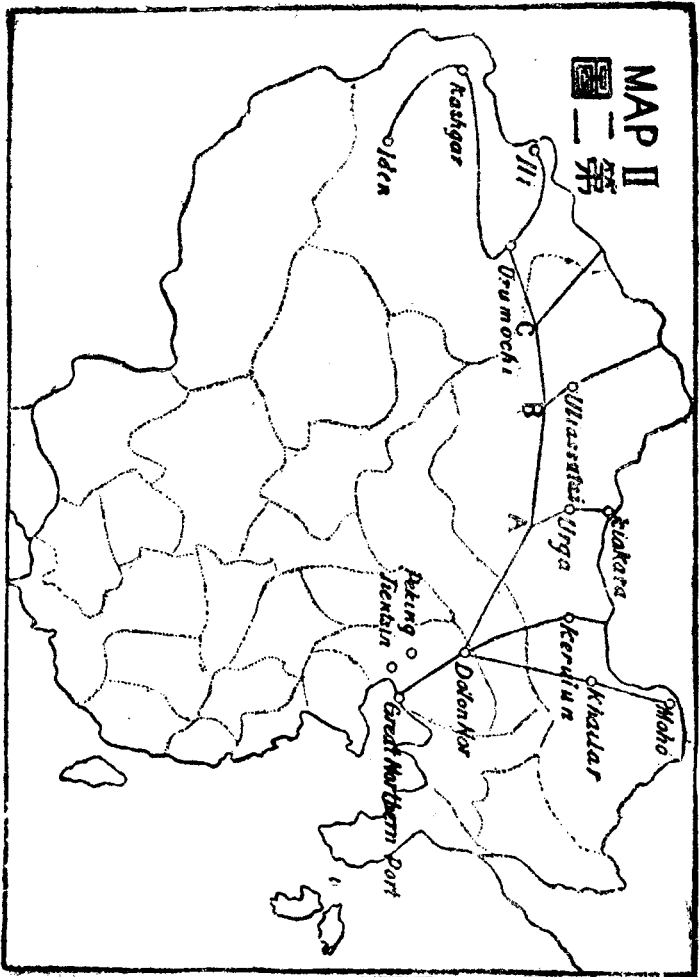 MAP II
第二圖
Moho
Kiakata
Khailar
Uliassutai
Urga
Kerulun
Ili
Urumochi
C
B
A
Kashgar
Dolon Nor
Iden
Peking
Tientsin
Great Northern Port